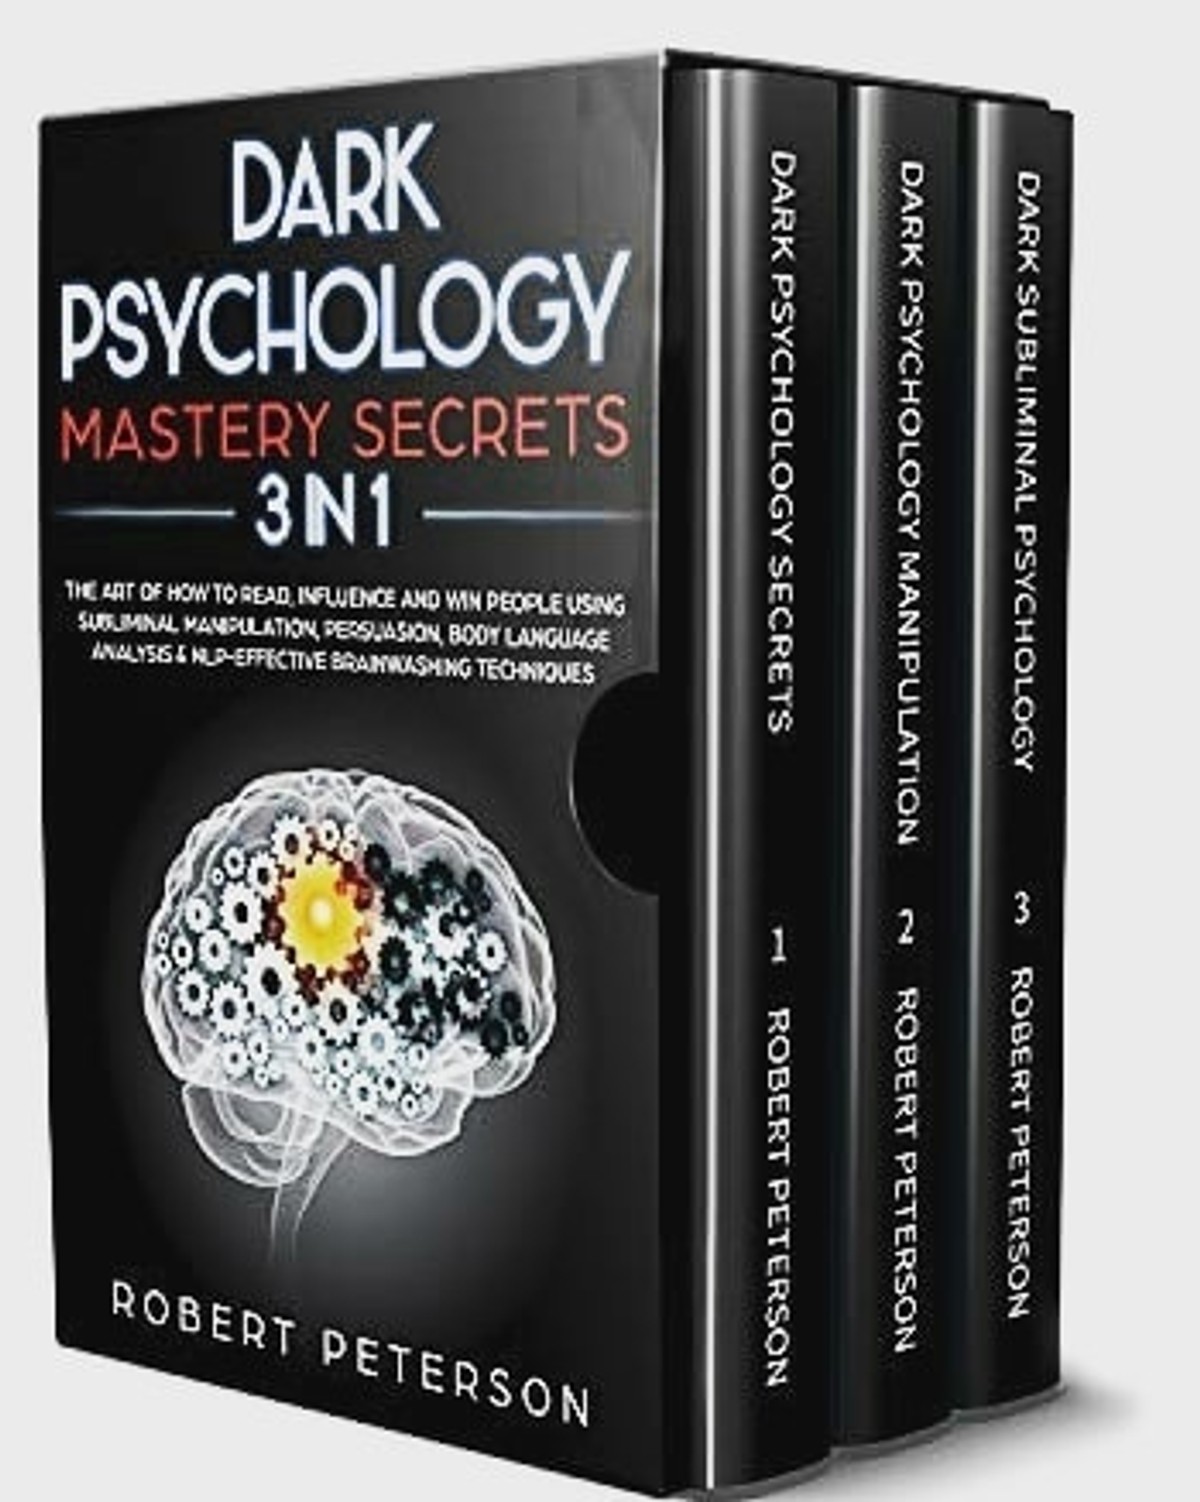 DARK
PSYCHOLOGY
MASTERY SECRETS
3 IN 1
THE ART OF HOW TO READ, INFLUENCE AND WIN PEOPLE USING
SUBLIMINAL MANIPULATION, PERSUASION, BODY LANGUAGE
ANALYSIS & NLP-EFFECTIVE BRAINWASHING TECHNIQUES
ROBERT PETERSON
DARK PSYCHOLOGY SECRETS 1 ROBERT PETERSON
DARK PSYCHOLOGY MANIPULATION 2 ROBERT PETERSON
DARK SUBLIMINAL PSYCHOLOGY 3 ROBERT PETERSON